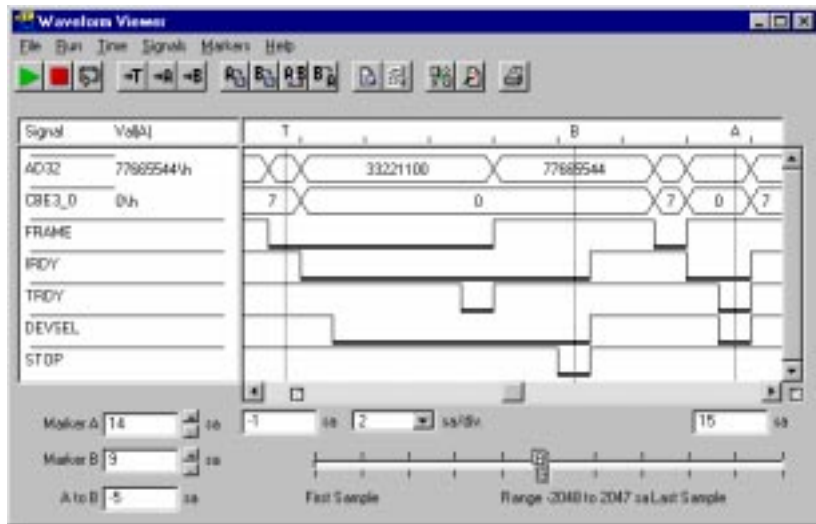 Waveform Viewer
File Run Time Signals Markers Help
→T →A →B
Signal Val(A) T B A
AD32 77665544\h 33221100 77665544
CBE3_0 0\h 7 0 7 0 7
FRAME
IRDY
TRDY
DEVSEL
STOP
Marker A 14 sa -1 sa 2 sa/div. 15 sa
Marker B 9 sa
A to B -5 sa First Sample Range -2048 to 2047 sa Last Sample